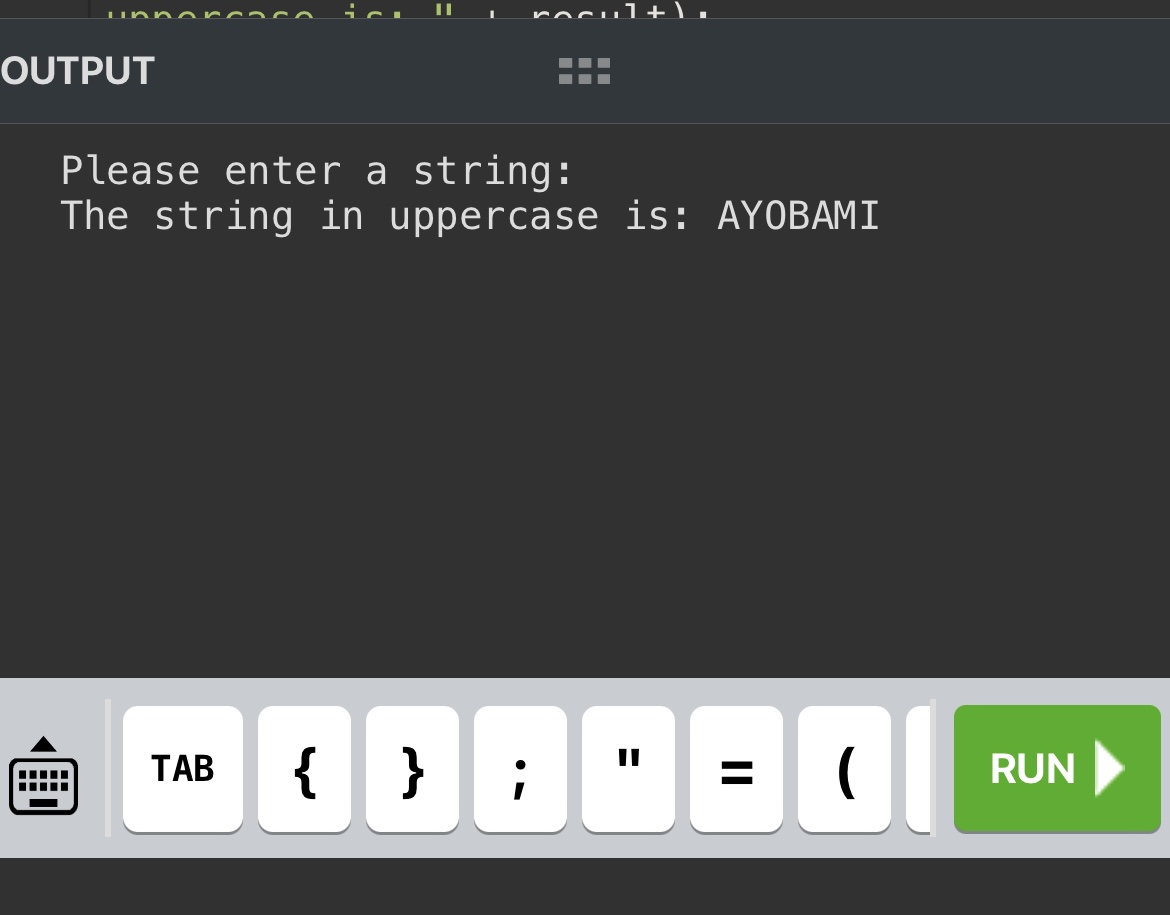 uppercase is: " + result);
OUTPUT
Please enter a string:
The string in uppercase is: AYOBAMI
TAB { } ; " = ( RUN